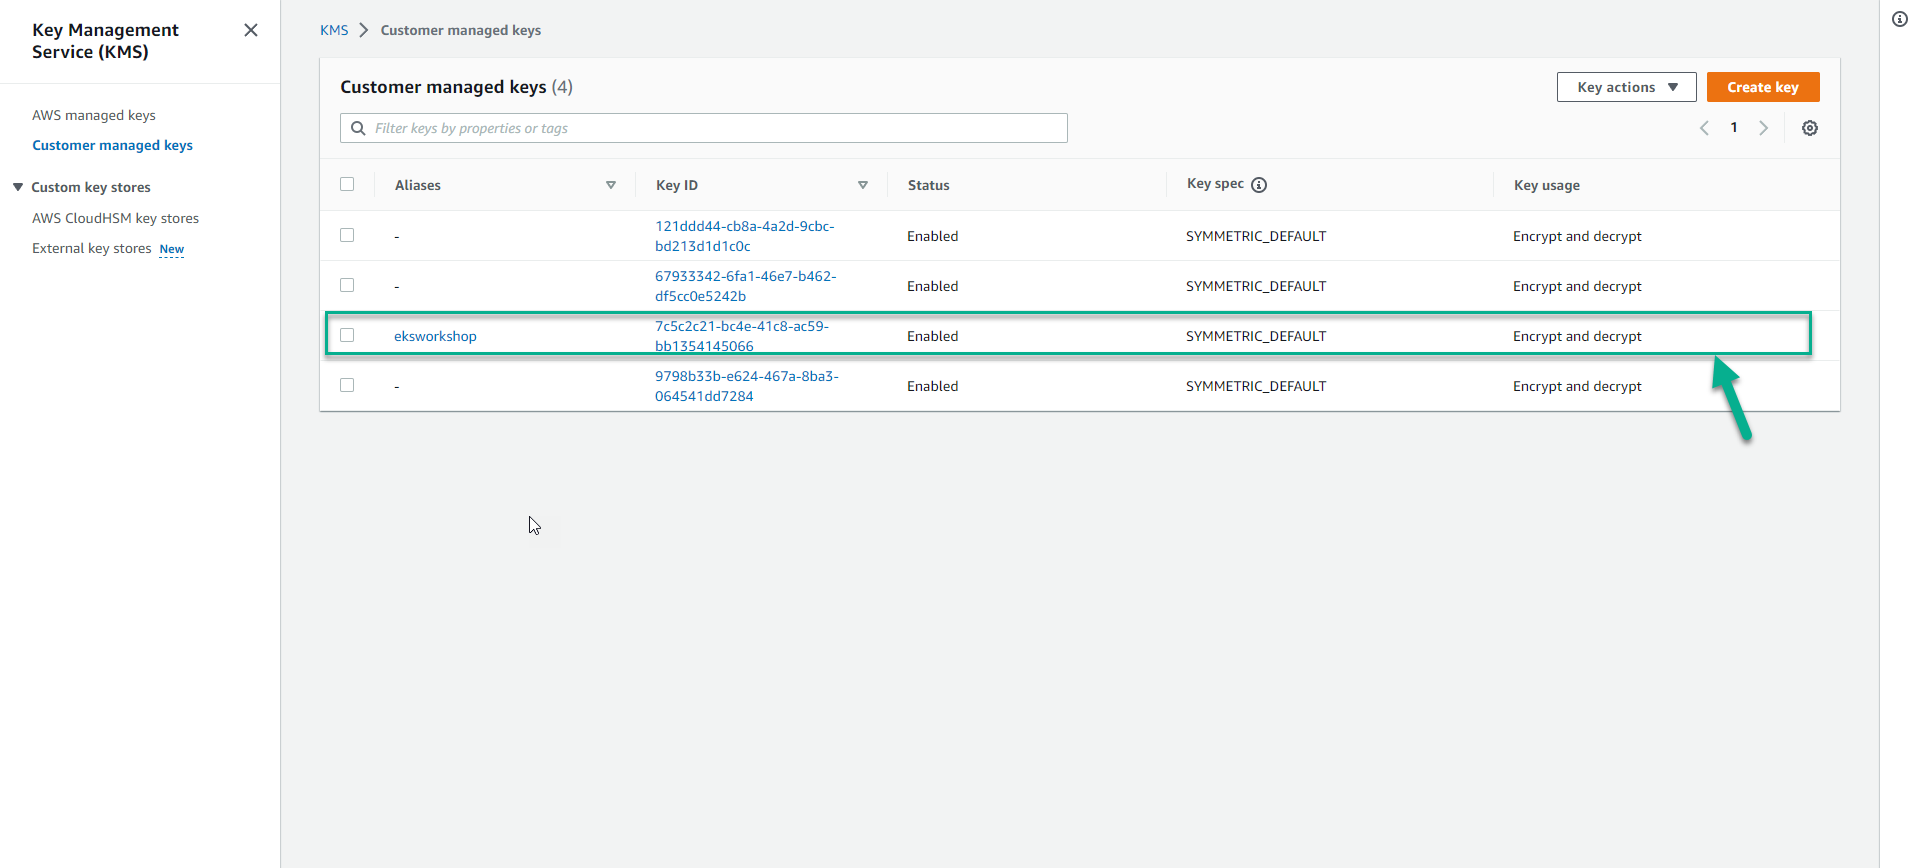 Key Management
Service (KMS)
AWS managed keys
Customer managed keys
Custom key stores
AWS CloudHSM key stores
External key stores New
KMS Customer managed keys
Customer managed keys (4)
Key actions
Create key
Filter keys by properties or tags
1
Aliases Key ID Status Key spec Key usage
- 121ddd44-cb8a-4a2d-9cbc- Enabled SYMMETRIC_DEFAULT Encrypt and decrypt
bd213d1d1c0c
- 67933342-6fa1-46e7-b462- Enabled SYMMETRIC_DEFAULT Encrypt and decrypt
df5cc0e5242b
eksworkshop 7c5c2c21-bc4e-41c8-ac59- Enabled SYMMETRIC_DEFAULT Encrypt and decrypt
bb1354145066
- 9798b33b-e624-467a-8ba3- Enabled SYMMETRIC_DEFAULT Encrypt and decrypt
064541dd7284